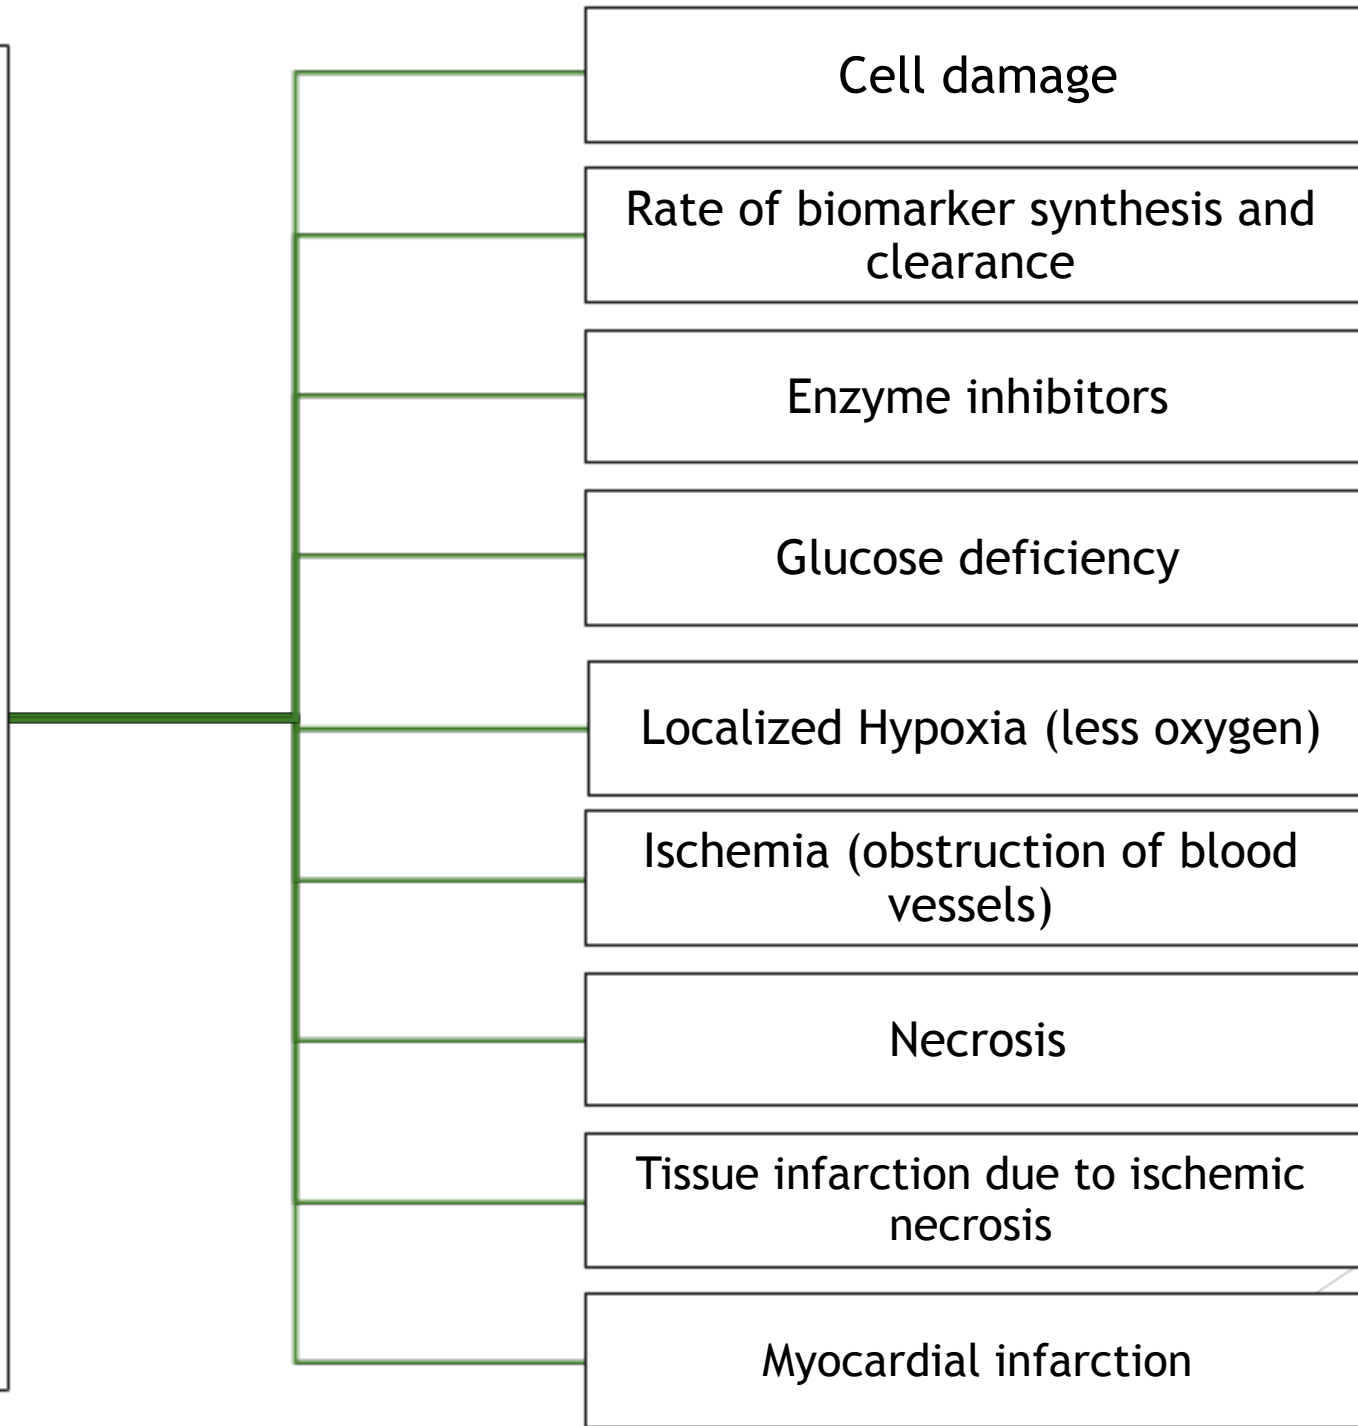 Cell damage
Rate of biomarker synthesis and
clearance
Enzyme inhibitors
Glucose deficiency
Localized Hypoxia (less oxygen)
Ischemia (obstruction of blood
vessels)
Necrosis
Tissue infarction due to ischemic
necrosis
Myocardial infarction